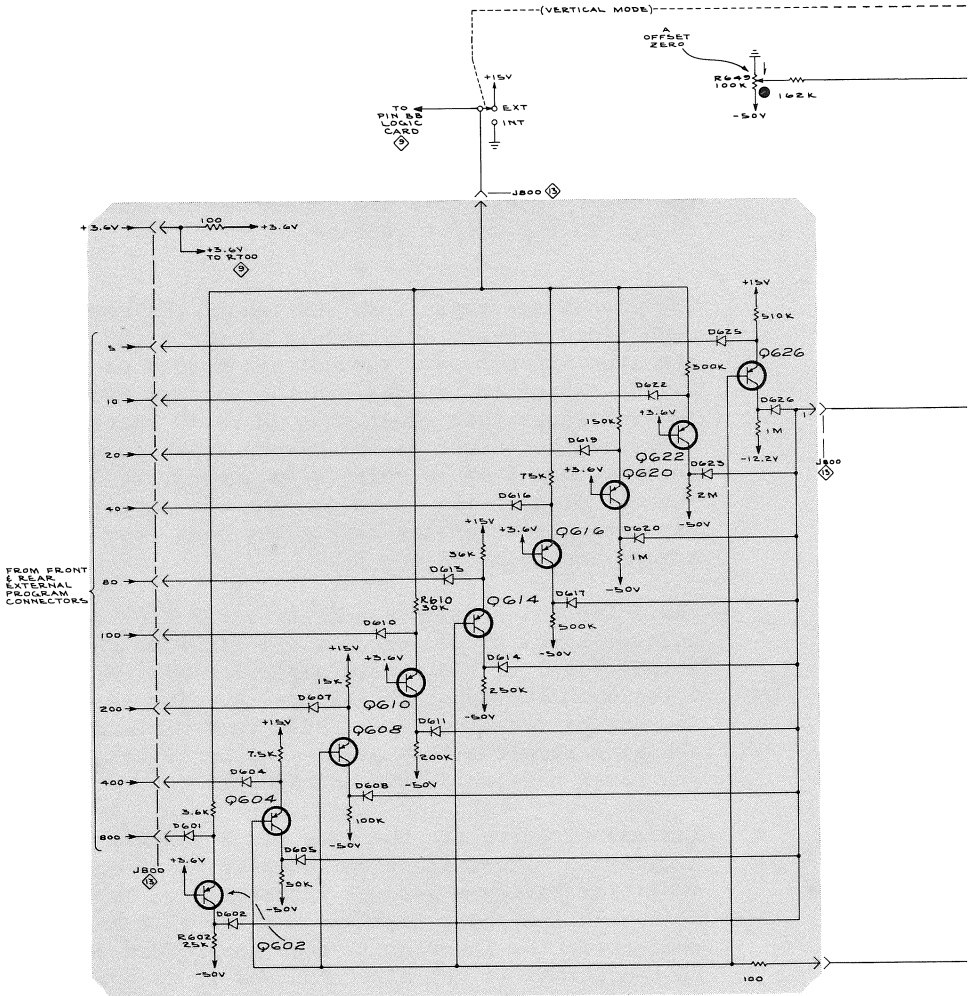 (VERTICAL MODE)
A
OFFSET
ZERO
R649
100K
162K
-50V
+15V
EXT
INT
TO
PIN BB
LOGIC
CARD
9
J800 13
+3.6V
100
+3.6V
+3.6V
TO R700
9
+15V
510K
D625
5
Q626
300K
D622
10
D626
1
150K
+3.6V
1M
D619
20
-12.2V
Q622
J800
13
+3.6V
D623
75K
Q620
D616
2M
40
-50V
+15V
+3.6V
Q616
D620
36K
1M
D613
FROM FRONT
& REAR
EXTERNAL
PROGRAM
CONNECTORS
80
-50V
D617
R610
30K
Q614
500K
D610
100
-50V
+15V
+3.6V
D614
15K
250K
D607
Q610
200
-50V
+15V
D611
Q608
7.5K
200K
D604
400
-50V
D608
Q604
3.6K
100K
D601
800
-50V
D605
J800
13
+3.6V
50K
-50V
D602
R602
25K
Q602
-50V
100